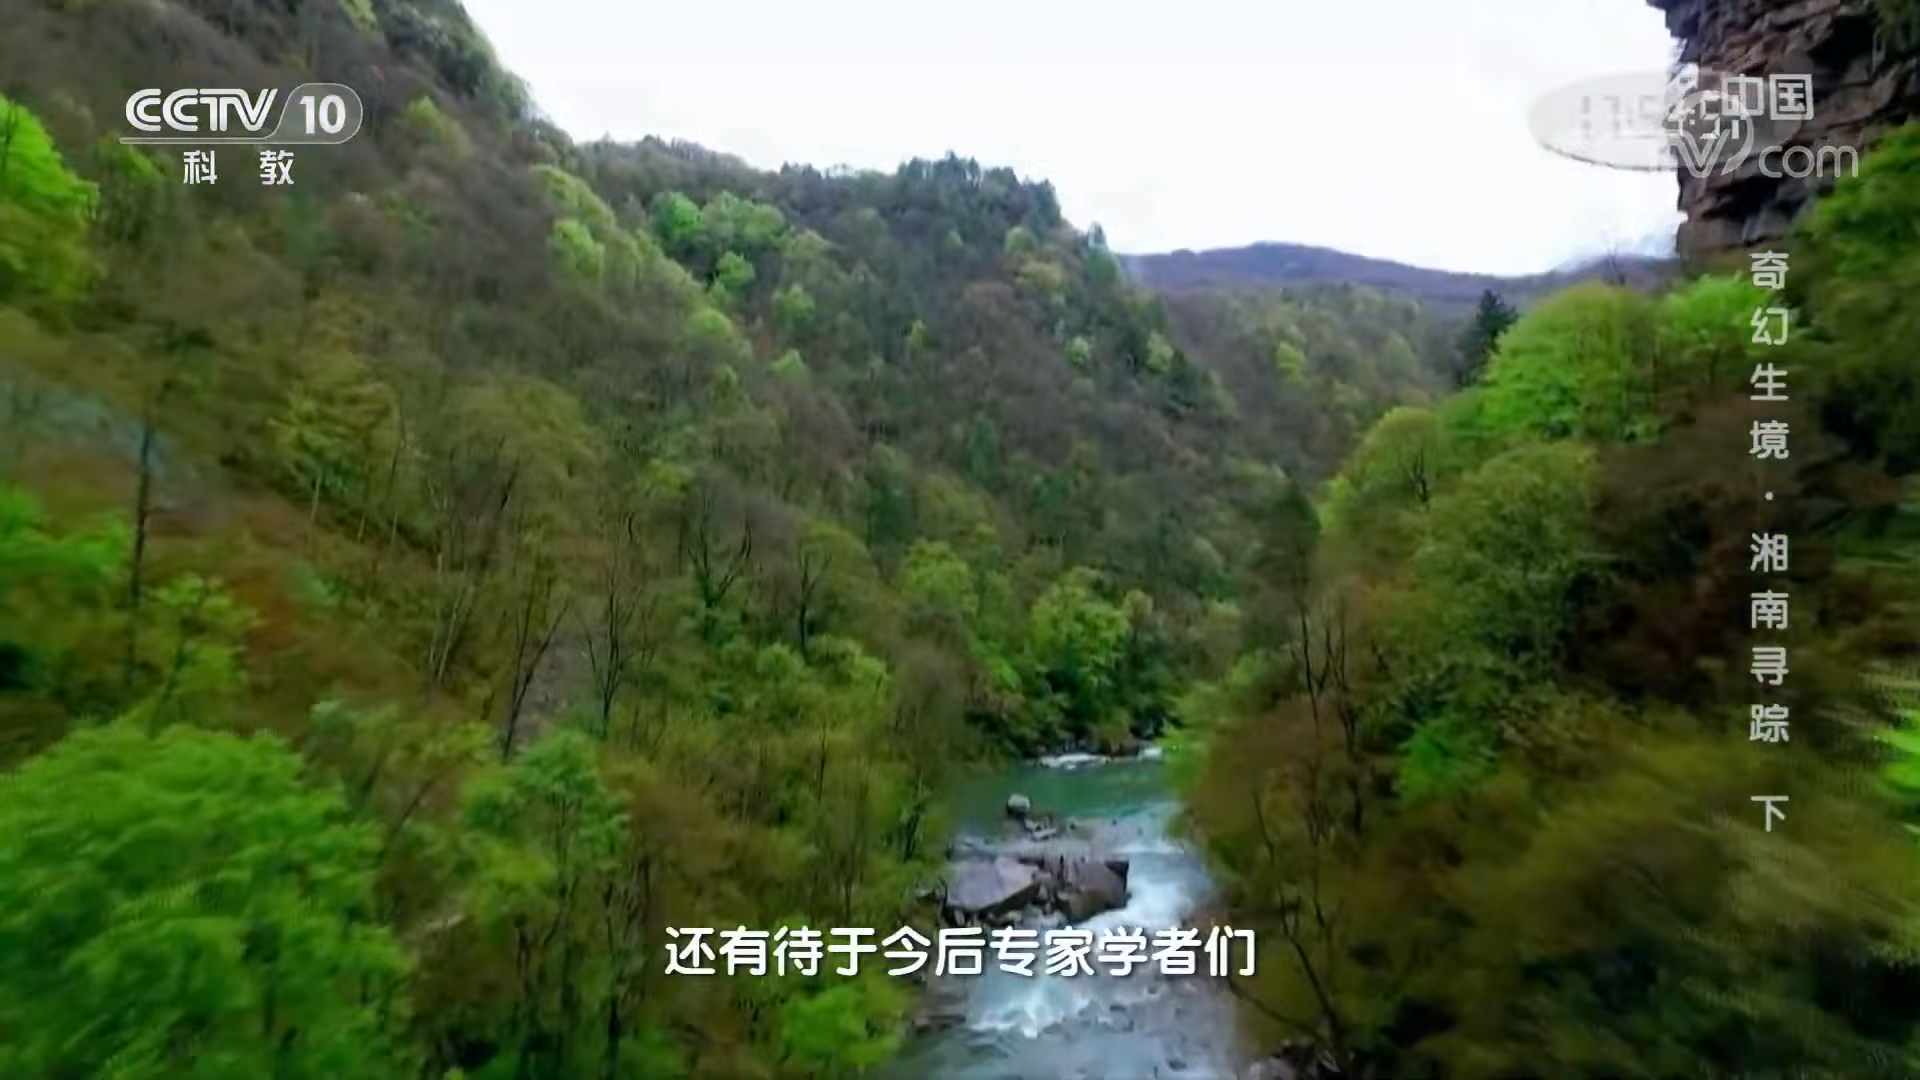 CCTV 10
科 教
中国
com
奇幻生境·湘南寻踪 下
还有待于今后专家学者们